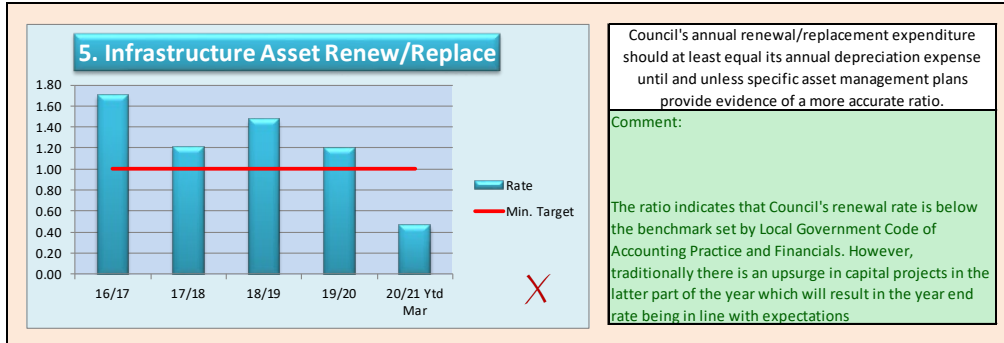 5. Infrastructure Asset Renew/Replace
1.80
1.60
1.40
1.20
1.00
0.80
0.60
0.40
0.20
0.00
16/17
17/18
18/19
19/20
20/21 Ytd
Mar
Rate
Min. Target
X
Council's annual renewal/replacement expenditure
should at least equal its annual depreciation expense
until and unless specific asset management plans
provide evidence of a more accurate ratio.
Comment:
The ratio indicates that Council's renewal rate is below
the benchmark set by Local Government Code of
Accounting Practice and Financials. However,
traditionally there is an upsurge in capital projects in the
latter part of the year which will result in the year end
rate being in line with expectations